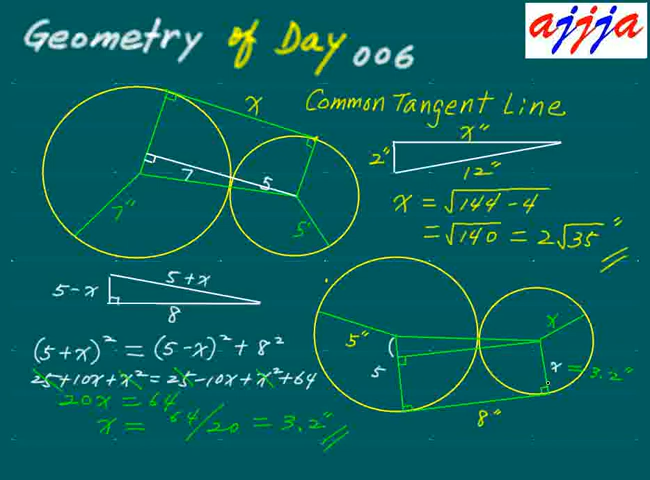 Geometry of Day 006
ajjja
Common Tangent Line
x
7
5
7"
5"
x"
2"
12"
x = √144 - 4
= √140 = 2√35"
5-x
5+x
8
(5+x)² = (5-x)² + 8²
25+10x+x² = 25-10x+x²+64
20x = 64
x = 64/20 = 3.2"
5"
5
x
x = 3.2"
8"